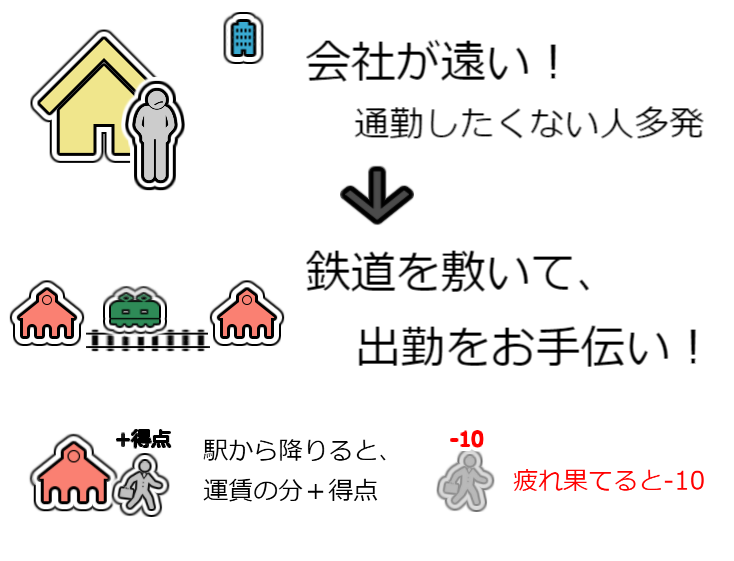 会社が遠い！
通勤したくない人多発
鉄道を敷いて、
出勤をお手伝い！
+得点
駅から降りると、
運賃の分＋得点
-10
疲れ果てると-10